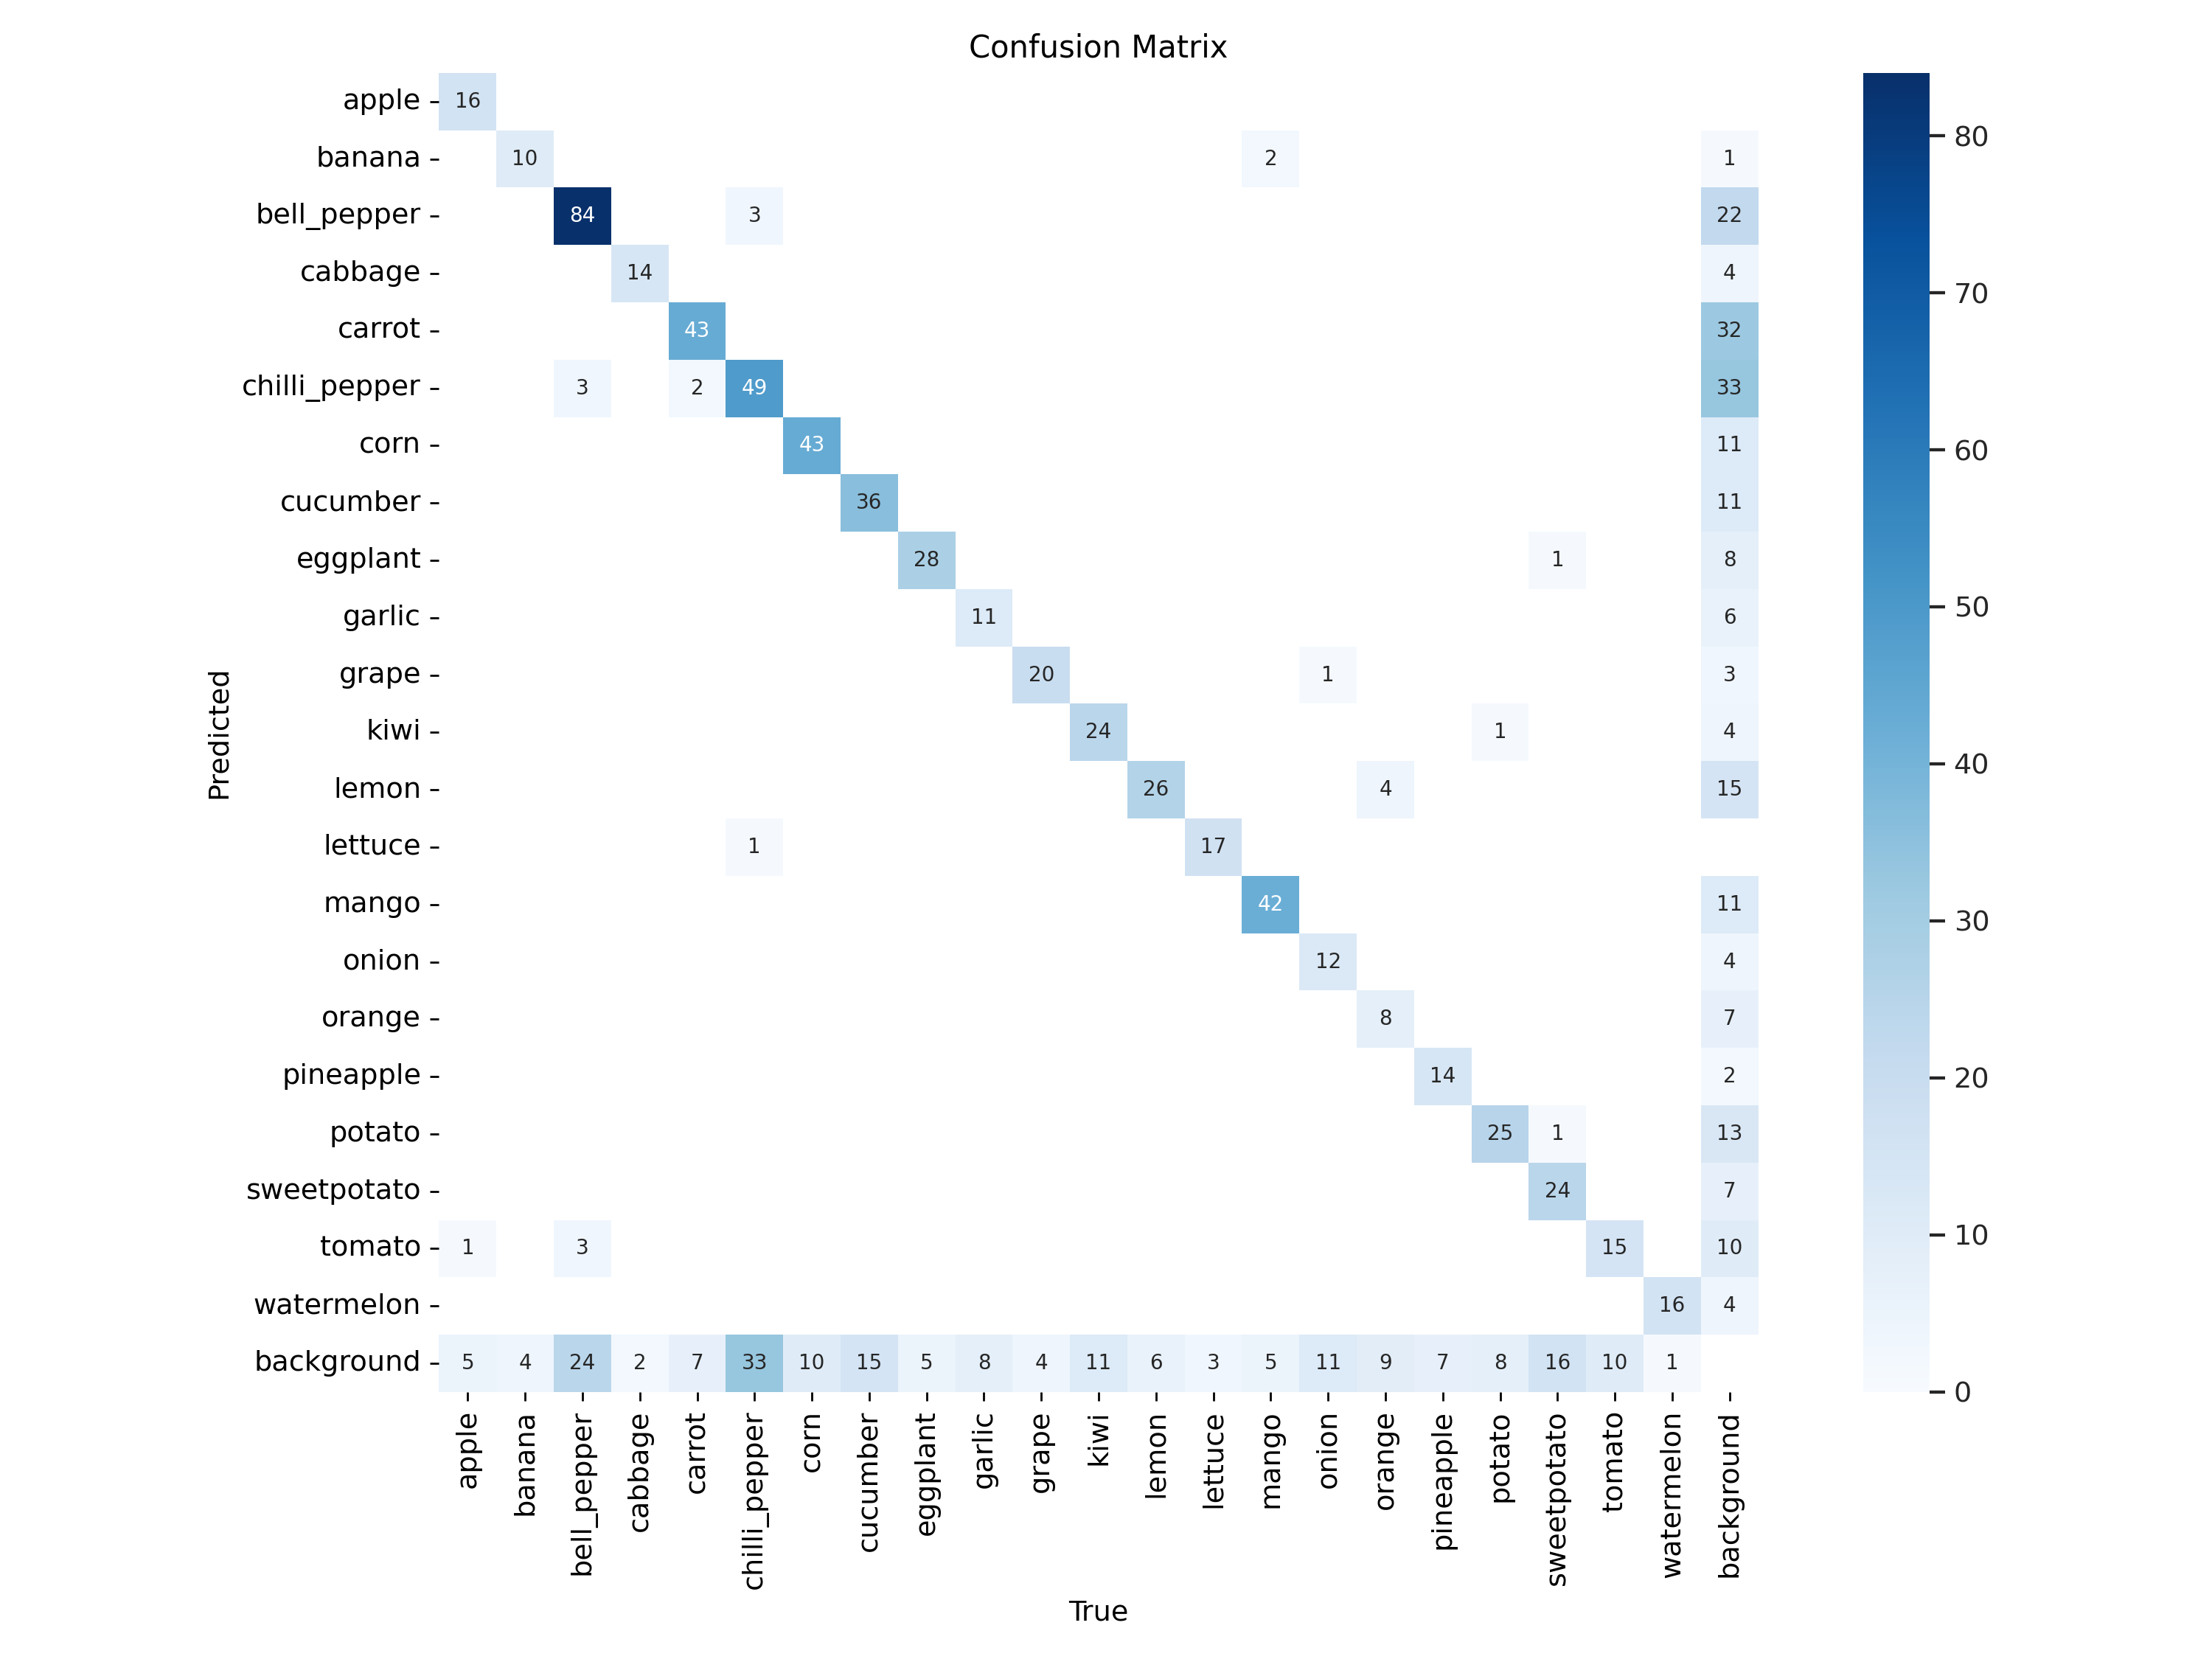 Confusion Matrix
apple 16
banana 10 2 1
bell_pepper 84 3 22
cabbage 14 4
carrot 43 32
chilli_pepper 3 2 49 33
corn 43 11
cucumber 36 11
eggplant 28 1 8
garlic 11 6
grape 20 1 3
kiwi 24 1 4
lemon 26 4 15
lettuce 1 17
mango 42 11
onion 12 4
orange 8 7
pineapple 14 2
potato 25 1 13
sweetpotato 24 7
tomato 1 3 15 10
watermelon 16 4
background 5 4 24 2 7 33 10 15 5 8 4 11 6 3 5 11 9 7 8 16 10 1
apple banana bell_pepper cabbage carrot chilli_pepper corn cucumber eggplant garlic grape kiwi lemon lettuce mango onion orange pineapple potato sweetpotato tomato watermelon background
True
Predicted
80
70
60
50
40
30
20
10
0